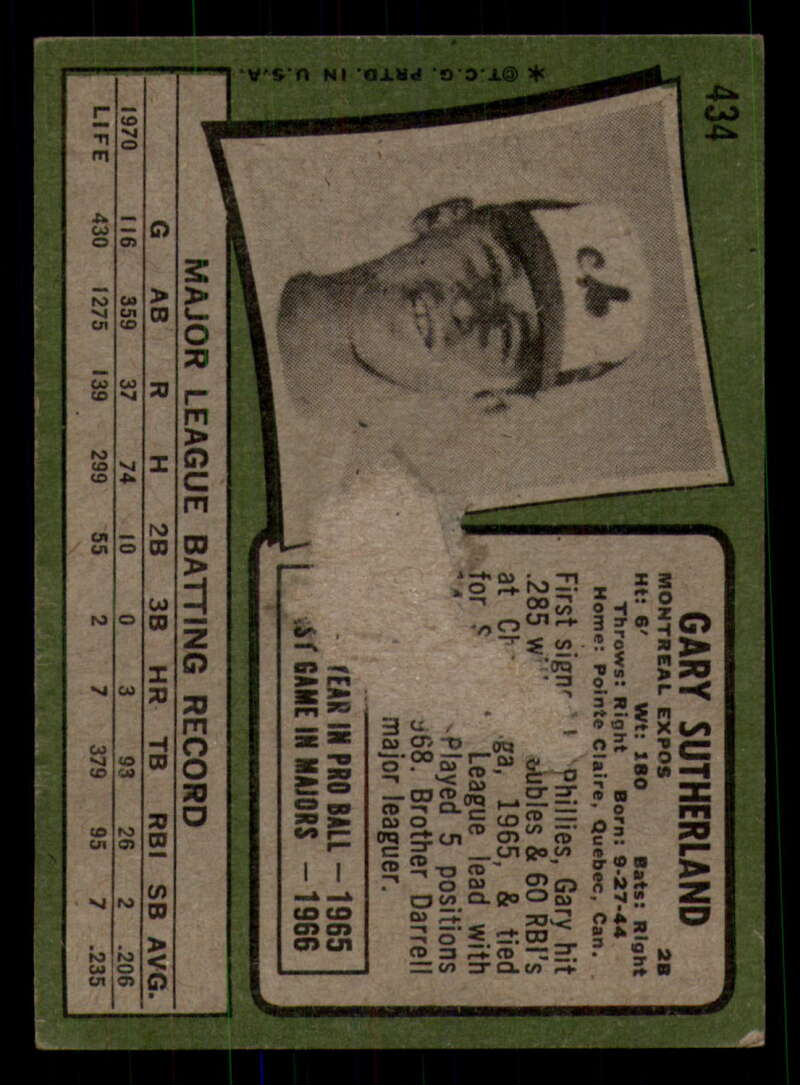 434
*©T.C.G. PRTD. IN U.S.A.
GARY SUTHERLAND
MONTREAL EXPOS 2B
Ht: 6' Wt: 180 Bats: Right
Throws: Right Born: 9-27-44
Home: Pointe Claire, Quebec, Can.
First Phillies, Gary hit
.285 & 60 RBI's
at 1965, & tied
for League lead with
played 5 positions
Brother Darrell
major leaguer.
YEAR IN PRO BALL — 1965
GAME IN MAJORS — 1966
MAJOR LEAGUE BATTING RECORD
G AB R H 2B 3B HR TB RBI SB AVG.
1970 116 359 37 74 10 0 3 93 26 2 .206
LIFE 430 1275 139 299 55 2 7 379 95 7 .235